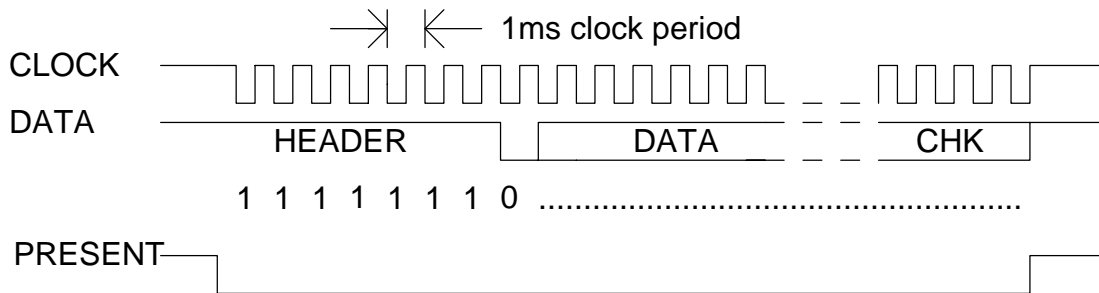 1ms clock period
CLOCK
DATA
HEADER DATA CHK
1 1 1 1 1 1 1 0 ......................................................
PRESENT